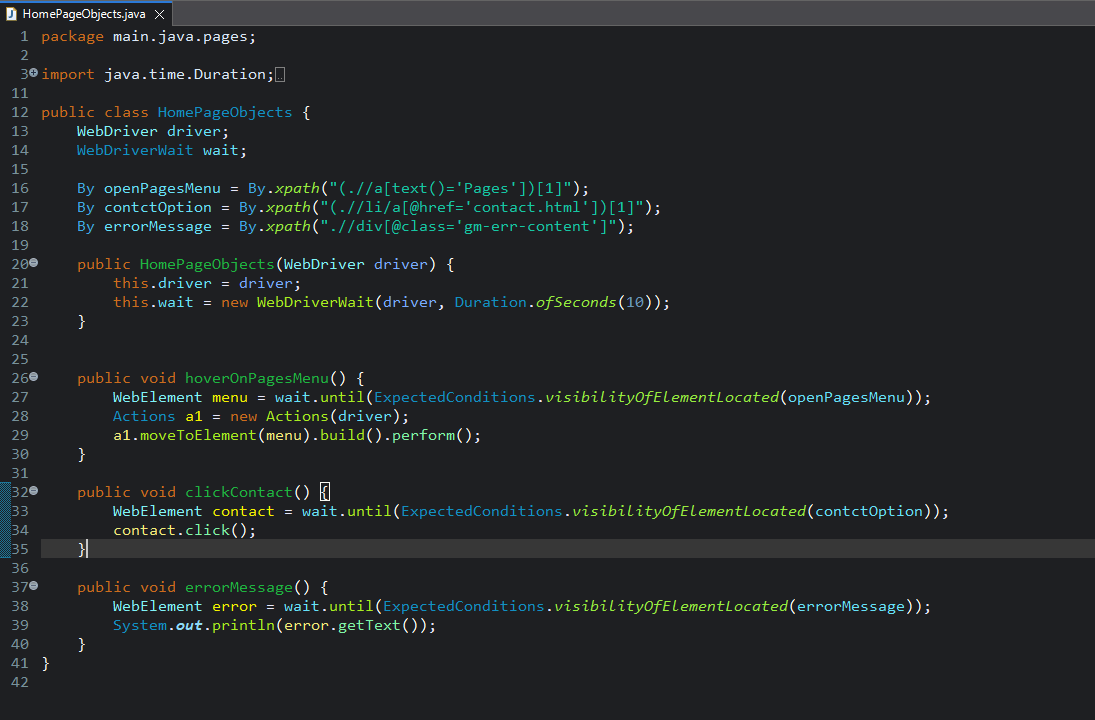 HomePageObjects.java
1 package main.java.pages;
2
3 import java.time.Duration;
11
12 public class HomePageObjects {
13     WebDriver driver;
14     WebDriverWait wait;
15
16     By openPagesMenu = By.xpath("(.//a[text()='Pages'])[1]");
17     By contctOption = By.xpath("(.//li/a[@href='contact.html'])[1]");
18     By errorMessage = By.xpath(".//div[@class='gm-err-content']");
19
20     public HomePageObjects(WebDriver driver) {
21         this.driver = driver;
22         this.wait = new WebDriverWait(driver, Duration.ofSeconds(10));
23     }
24
25
26     public void hoverOnPagesMenu() {
27         WebElement menu = wait.until(ExpectedConditions.visibilityOfElementLocated(openPagesMenu));
28         Actions a1 = new Actions(driver);
29         a1.moveToElement(menu).build().perform();
30     }
31
32     public void clickContact() {
33         WebElement contact = wait.until(ExpectedConditions.visibilityOfElementLocated(contctOption));
34         contact.click();
35     }
36
37     public void errorMessage() {
38         WebElement error = wait.until(ExpectedConditions.visibilityOfElementLocated(errorMessage));
39         System.out.println(error.getText());
40     }
41 }
42